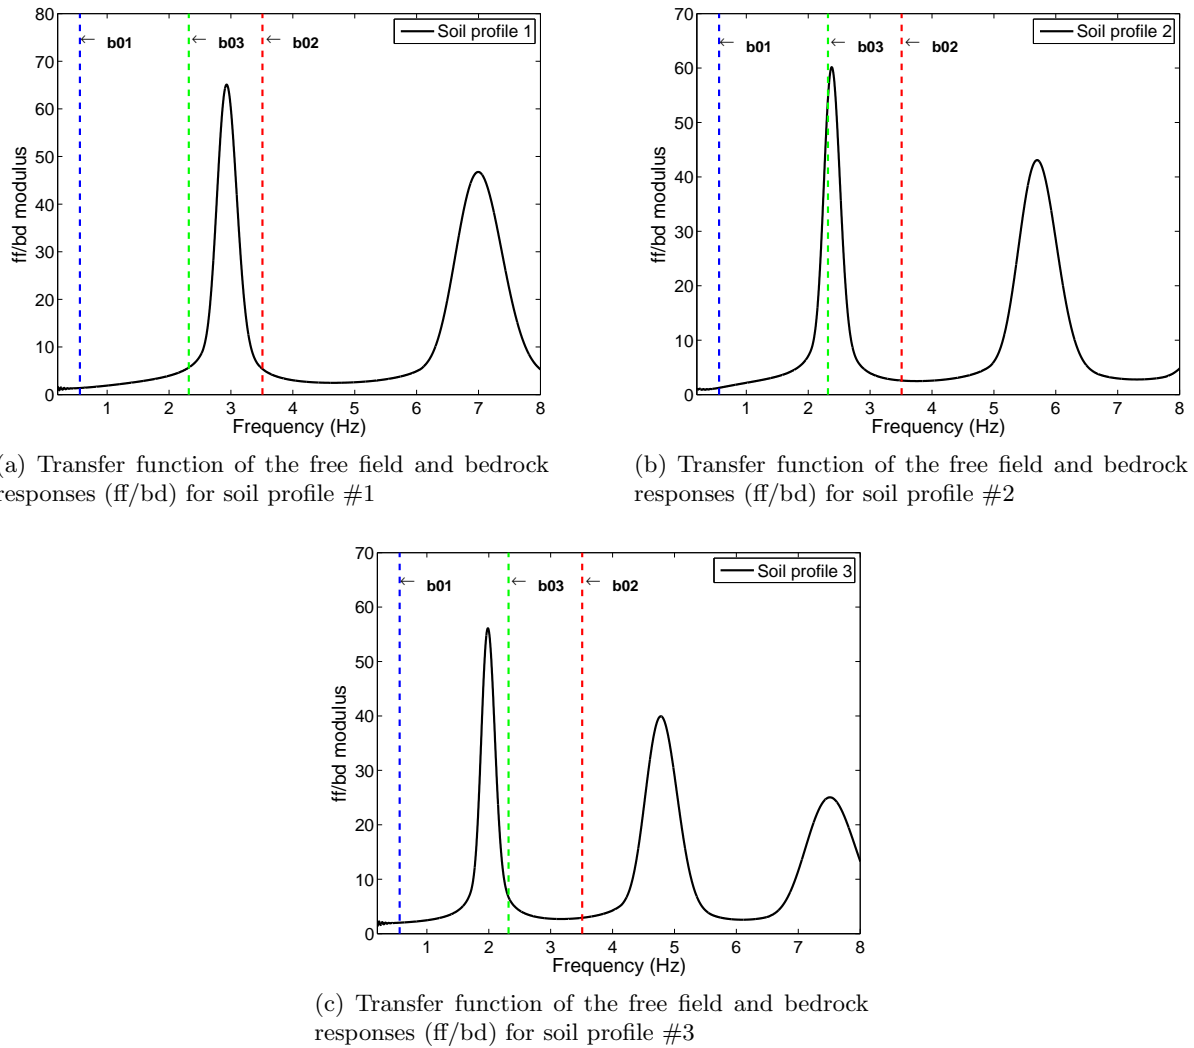 80
70
60
50
40
30
20
10
0
ff/bd modulus
b01
b03
b02
Soil profile 1
1 2 3 4 5 6 7 8
Frequency (Hz)
70
60
50
40
30
20
10
0
ff/bd modulus
b01
b03
b02
Soil profile 2
1 2 3 4 5 6 7 8
Frequency (Hz)
(a) Transfer function of the free field and bedrock
responses (ff/bd) for soil profile #1
(b) Transfer function of the free field and bedrock
responses (ff/bd) for soil profile #2
70
60
50
40
30
20
10
0
ff/bd modulus
b01
b03
b02
Soil profile 3
1 2 3 4 5 6 7 8
Frequency (Hz)
(c) Transfer function of the free field and bedrock
responses (ff/bd) for soil profile #3